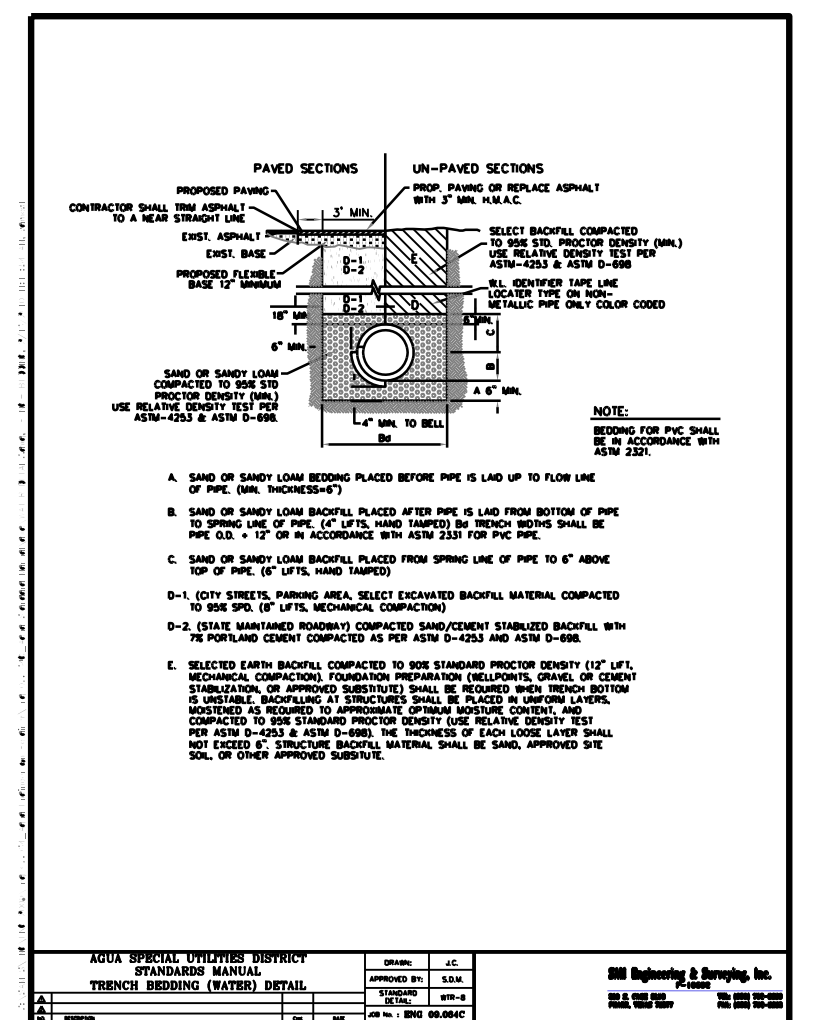 PAVED SECTIONS
UN-PAVED SECTIONS
PROPOSED PAVING
CONTRACTOR SHALL TRIM ASPHALT
TO A NEAR STRAIGHT LINE
3' MIN.
PROP. PAVING OR REPLACE ASPHALT
WITH 3" MIN. H.M.A.C.
EXIST. ASPHALT
EXIST. BASE
PROPOSED FLEXIBLE
BASE 12" MINIMUM
D-1
D-2
E
SELECT BACKFILL COMPACTED
TO 95% STD. PROCTOR DENSITY (MIN.)
USE RELATIVE DENSITY TEST PER
ASTM-4253 & ASTM D-698
W.L. IDENTIFIER TAPE LINE
LOCATER TYPE ON NON-
METALLIC PIPE ONLY COLOR CODED
D-1
D-2
D
18" MIN
6" MIN.
C
6" MIN.
B
SAND OR SANDY LOAM
COMPACTED TO 95% STD
PROCTOR DENSITY (MIN.)
USE RELATIVE DENSITY TEST PER
ASTM-4253 & ASTM D-698.
A 6" MIN.
4" MIN. TO BELL
Bd
NOTE:
BEDDING FOR PVC SHALL
BE IN ACCORDANCE WITH
ASTM 2321.
A. SAND OR SANDY LOAM BEDDING PLACED BEFORE PIPE IS LAID UP TO FLOW LINE
OF PIPE. (MIN. THICKNESS=6")
B. SAND OR SANDY LOAM BACKFILL PLACED AFTER PIPE IS LAID FROM BOTTOM OF PIPE
TO SPRING LINE OF PIPE. (4" LIFTS, HAND TAMPED) Bd TRENCH WIDTHS SHALL BE
PIPE O.D. + 12" OR IN ACCORDANCE WITH ASTM 2331 FOR PVC PIPE.
C. SAND OR SANDY LOAM BACKFILL PLACED FROM SPRING LINE OF PIPE TO 6" ABOVE
TOP OF PIPE. (6" LIFTS, HAND TAMPED)
D-1. (CITY STREETS, PARKING AREA, SELECT EXCAVATED BACKFILL MATERIAL COMPACTED
TO 95% SPD. (8" LIFTS, MECHANICAL COMPACTION)
D-2. (STATE MAINTAINED ROADWAY) COMPACTED SAND/CEMENT STABILIZED BACKFILL WITH
7% PORTLAND CEMENT COMPACTED AS PER ASTM D-4253 AND ASTM D-698.
E. SELECTED EARTH BACKFILL COMPACTED TO 90% STANDARD PROCTOR DENSITY (12" LIFT,
MECHANICAL COMPACTION). FOUNDATION PREPARATION (WELLPOINTS, GRAVEL OR CEMENT
STABILIZATION, OR APPROVED SUBSTITUTE) SHALL BE REQUIRED WHEN TRENCH BOTTOM
IS UNSTABLE. BACKFILLING AT STRUCTURES SHALL BE PLACED IN UNIFORM LAYERS,
MOISTENED AS REQUIRED TO APPROXIMATE OPTIMUM MOISTURE CONTENT, AND
COMPACTED TO 95% STANDARD PROCTOR DENSITY (USE RELATIVE DENSITY TEST
PER ASTM D-4253 & ASTM D-698). THE THICKNESS OF EACH LOOSE LAYER SHALL
NOT EXCEED 6". STRUCTURE BACKFILL MATERIAL SHALL BE SAND, APPROVED SITE
SOIL, OR OTHER APPROVED SUBSITUTE.
AGUA SPECIAL UTILITIES DISTRICT
STANDARDS MANUAL
TRENCH BEDDING (WATER) DETAIL
DRAWN: J.C.
APPROVED BY: S.D.M.
STANDARD
DETAIL: WTR-8
JOB No. : ENG 09.064C
NO. DESCRIPTION DATE
SMI Engineering & Surveying, Inc.